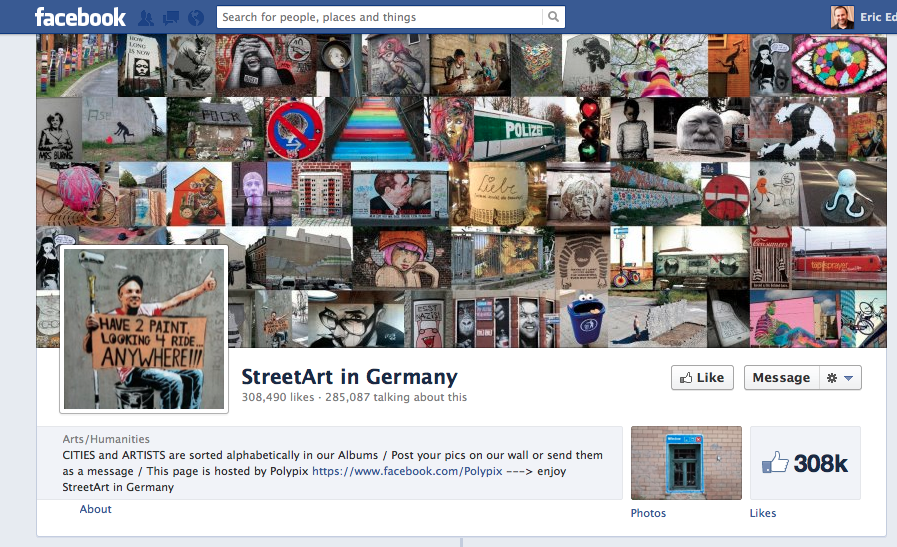 facebook
Search for people, places and things
Eric Ed
HOW
LONG
IS NOW
40
POLIZEI
MRS BURNS
POCR
Liebe
HAVE 2 PAINT,
LOOKING 4 RIDE...
ANYWHERE!!!
StreetArt in Germany
308,490 likes · 285,087 talking about this
Like
Message
Arts/Humanities
CITIES and ARTISTS are sorted alphabetically in our Albums / Post your pics on our wall or send them
as a message / This page is hosted by Polypix https://www.facebook.com/Polypix ---> enjoy
StreetArt in Germany
About
308k
Photos
Likes